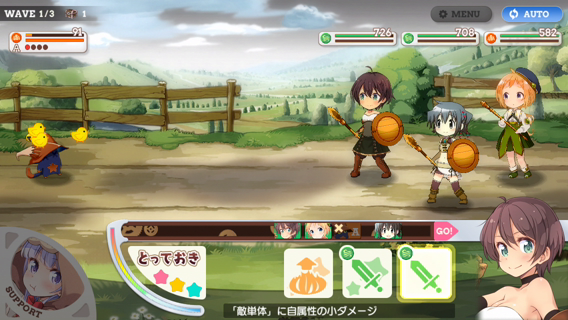 WAVE 1/3 1
MENU
AUTO
91
A
726
708
582
GO!
とっておき
SUPPORT
「敵単体」に自属性の小ダメージ